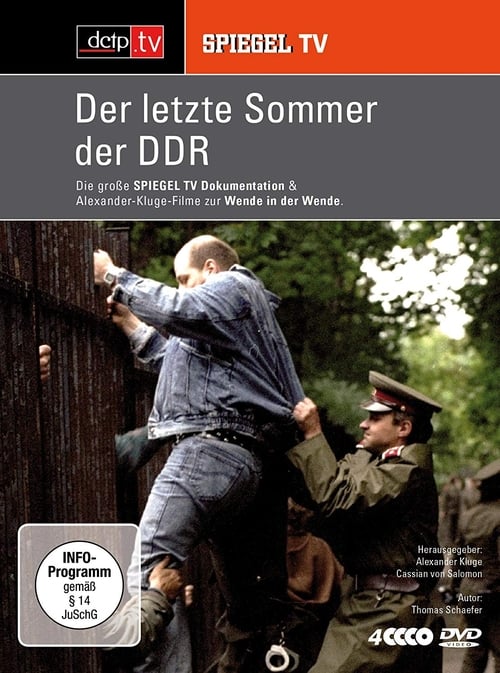 dctp.tv
SPIEGEL TV
Der letzte Sommer
der DDR
Die große SPIEGEL TV Dokumentation &
Alexander-Kluge-Filme zur Wende in der Wende.
INFO-
Programm
gemäß
§ 14
JuSchG
Herausgeber:
Alexander Kluge
Cassian von Salomon
Autor:
Thomas Schaefer
4 DVD
VIDEO